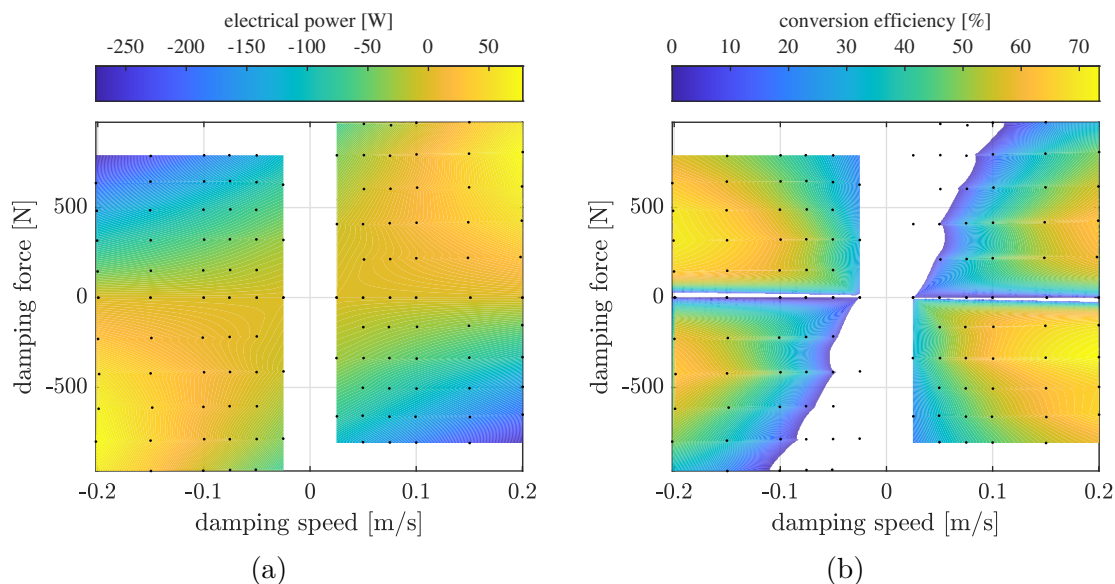 electrical power [W]
-250 -200 -150 -100 -50 0 50
damping force [N]
500
0
-500
-0.2 -0.1 0 0.1 0.2
damping speed [m/s]
(a)
conversion efficiency [%]
0 10 20 30 40 50 60 70
damping force [N]
500
0
-500
-0.2 -0.1 0 0.1 0.2
damping speed [m/s]
(b)